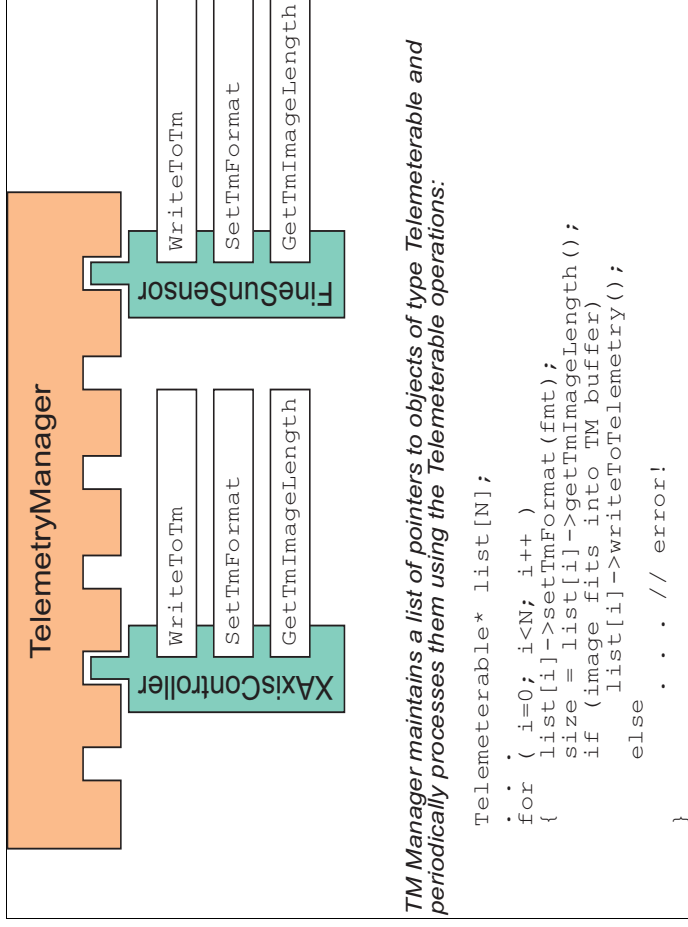 TelemetryManager
XAxisController
WriteToTm
SetTmFormat
GetTmImageLength
FineSunSensor
WriteToTm
SetTmFormat
GetTmImageLength
TM Manager maintains a list of pointers to objects of type Telemeterable and
periodically processes them using the Telemeterable operations:
Telemeterable* list[N];
. . .
for ( i=0; i<N; i++ )
{
list[i]->setTmFormat(fmt);
size = list[i]->getTmImageLength();
if (image fits into TM buffer)
list[i]->writeToTelemetry();
else
. . . // error!
}